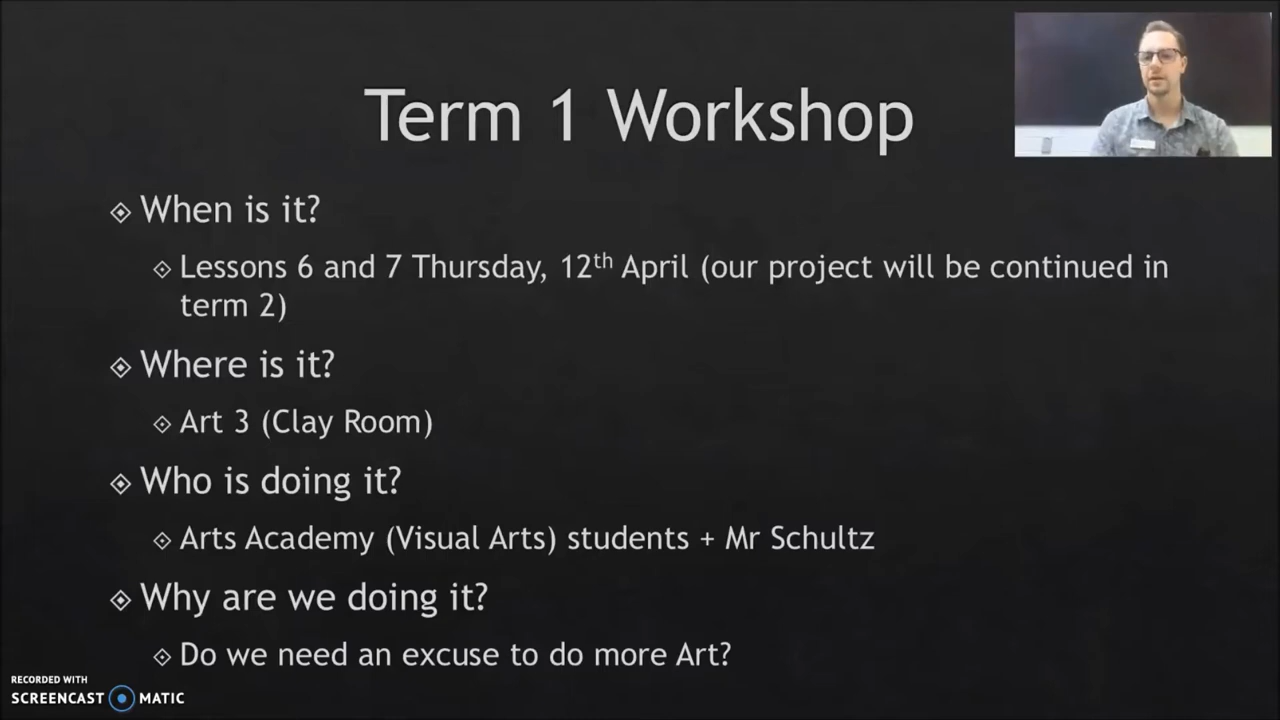 Term 1 Workshop
When is it?
Lessons 6 and 7 Thursday, 12th April (our project will be continued in
term 2)
Where is it?
Art 3 (Clay Room)
Who is doing it?
Arts Academy (Visual Arts) students + Mr Schultz
Why are we doing it?
Do we need an excuse to do more Art?
RECORDED WITH
SCREENCAST MATIC